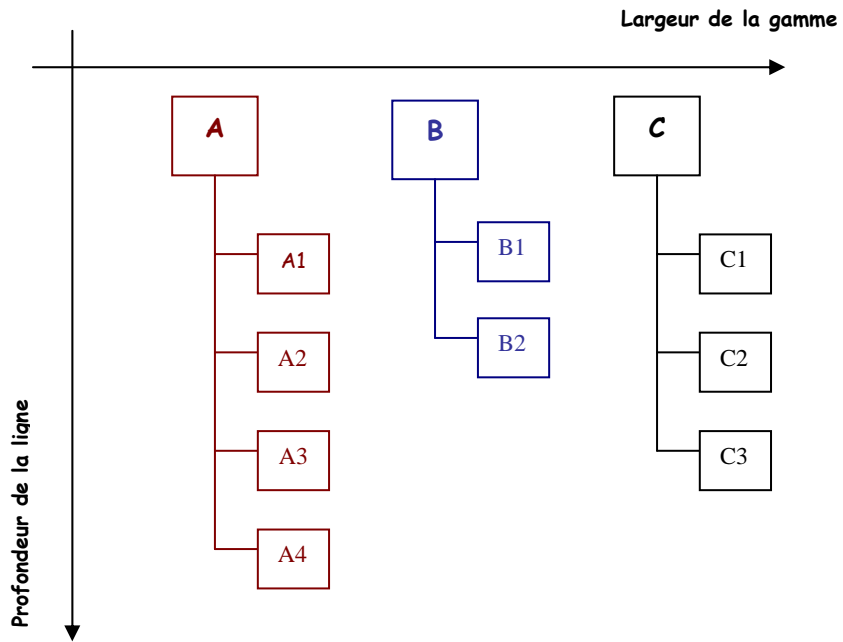 Largeur de la gamme
A
B
C
A1
B1
C1
A2
B2
C2
A3
C3
A4
Profondeur de la ligne